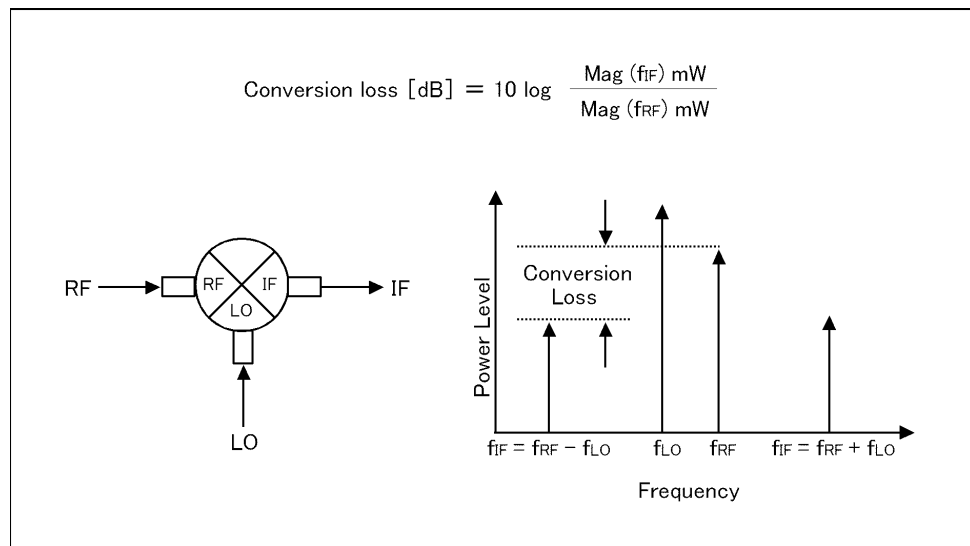 Conversion loss [dB] = 10 log Mag (fIF) mW
Mag (fRF) mW
RF
RF
IF
LO
IF
LO
Power Level
Conversion
Loss
fIF = fRF − fLO
fLO
fRF
fIF = fRF + fLO
Frequency